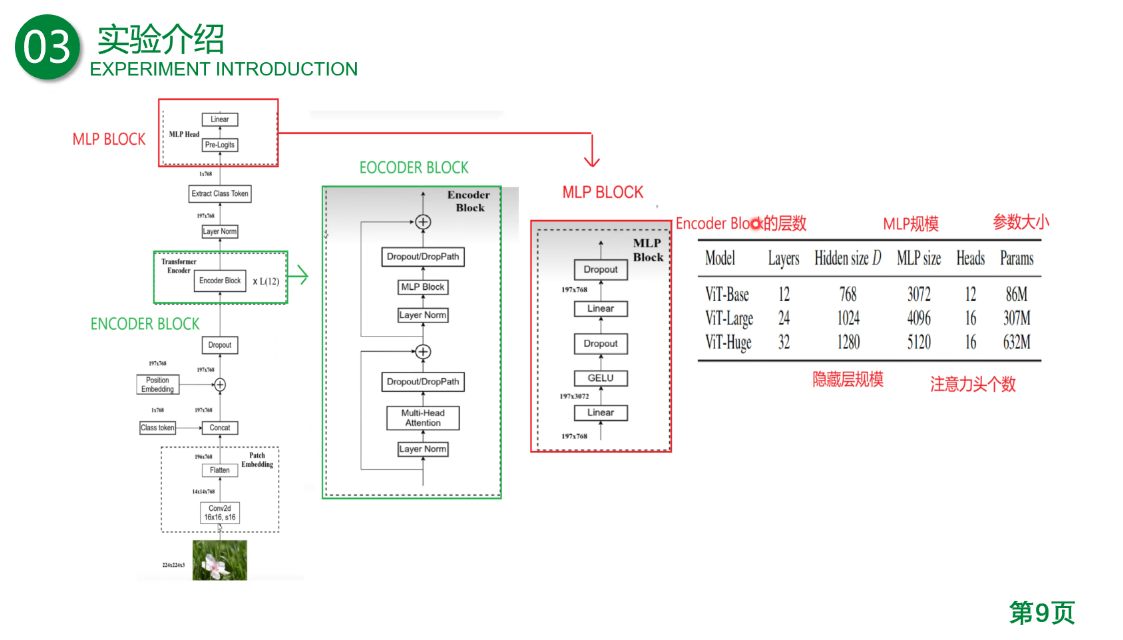 03
实验介绍
EXPERIMENT INTRODUCTION
MLP BLOCK
Linear
MLP Head
Pre-Logits
1x768
Extract Class Token
197x768
Layer Norm
Transformer
Encoder
Encoder Block
x L(12)
ENCODER BLOCK
Dropout
197x768
197x768
Position
Embedding
+
1x768
197x768
Class token
Concat
196x768
Patch
Embedding
Flatten
14x14x768
Conv2d
16x16, s16
224x224x3
EOCODER BLOCK
Encoder
Block
+
Dropout/DropPath
MLP Block
Layer Norm
+
Dropout/DropPath
Multi-Head
Attention
Layer Norm
MLP BLOCK
MLP
Block
Dropout
197x768
Linear
Dropout
GELU
197x3072
Linear
197x768
Encoder Block的层数 MLP规模 参数大小
Model Layers Hidden size D MLP size Heads Params
ViT-Base 12 768 3072 12 86M
ViT-Large 24 1024 4096 16 307M
ViT-Huge 32 1280 5120 16 632M
隐藏层规模 注意力头个数
第9页